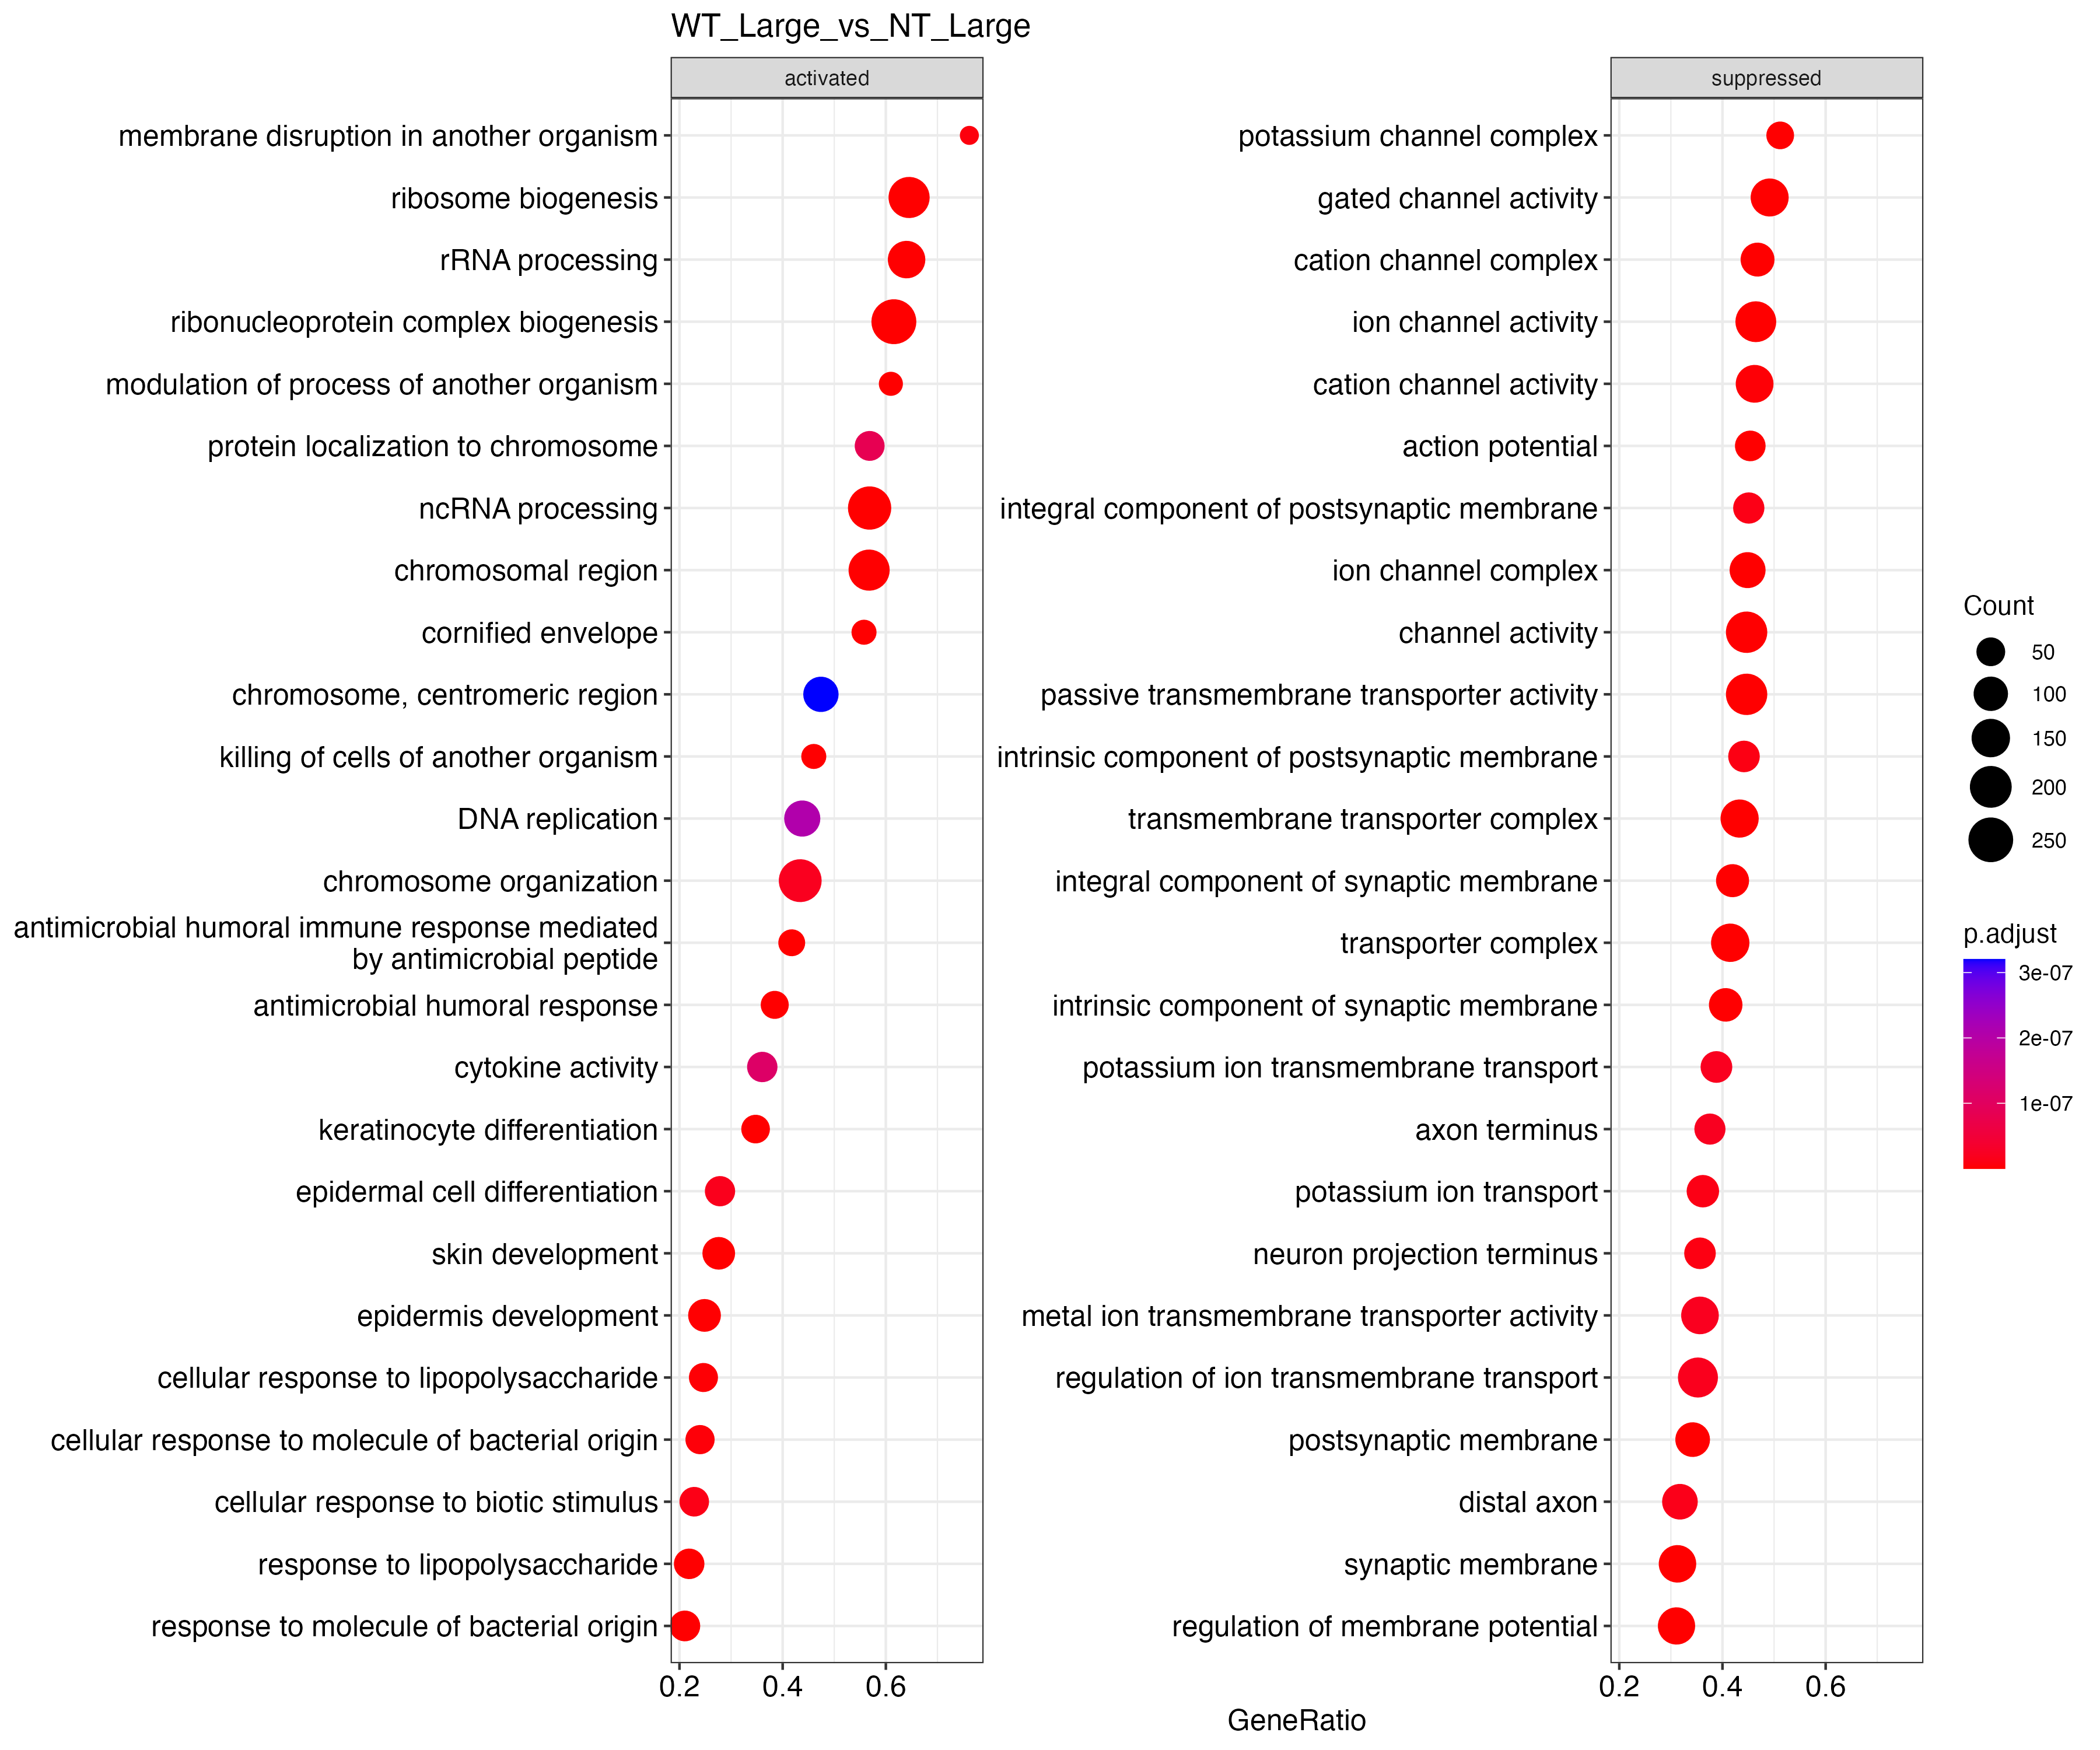 WT_Large_vs_NT_Large
activated
membrane disruption in another organism
ribosome biogenesis
rRNA processing
ribonucleoprotein complex biogenesis
modulation of process of another organism
protein localization to chromosome
ncRNA processing
chromosomal region
cornified envelope
chromosome, centromeric region
killing of cells of another organism
DNA replication
chromosome organization
antimicrobial humoral immune response mediated
by antimicrobial peptide
antimicrobial humoral response
cytokine activity
keratinocyte differentiation
epidermal cell differentiation
skin development
epidermis development
cellular response to lipopolysaccharide
cellular response to molecule of bacterial origin
cellular response to biotic stimulus
response to lipopolysaccharide
response to molecule of bacterial origin
0.2 0.4 0.6
suppressed
potassium channel complex
gated channel activity
cation channel complex
ion channel activity
cation channel activity
action potential
integral component of postsynaptic membrane
ion channel complex
channel activity
passive transmembrane transporter activity
intrinsic component of postsynaptic membrane
transmembrane transporter complex
integral component of synaptic membrane
transporter complex
intrinsic component of synaptic membrane
potassium ion transmembrane transport
axon terminus
potassium ion transport
neuron projection terminus
metal ion transmembrane transporter activity
regulation of ion transmembrane transport
postsynaptic membrane
distal axon
synaptic membrane
regulation of membrane potential
0.2 0.4 0.6
GeneRatio
Count
50
100
150
200
250
p.adjust
3e-07
2e-07
1e-07